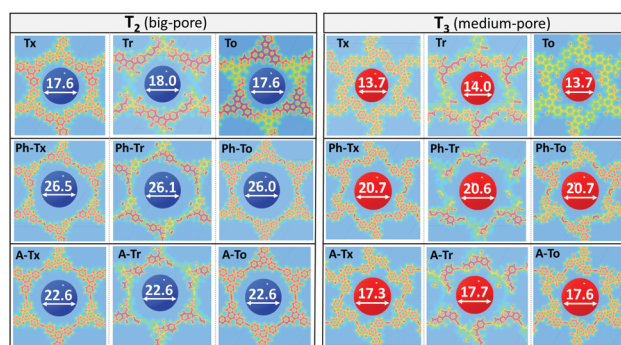 T₂ (big-pore) T₃ (medium-pore)
Tx Tr To Tx Tr To
17.6 18.0 17.6 13.7 14.0 13.7
Ph-Tx Ph-Tr Ph-To Ph-Tx Ph-Tr Ph-To
26.5 26.1 26.0 20.7 20.6 20.7
A-Tx A-Tr A-To A-Tx A-Tr A-To
22.6 22.6 22.6 17.3 17.7 17.6